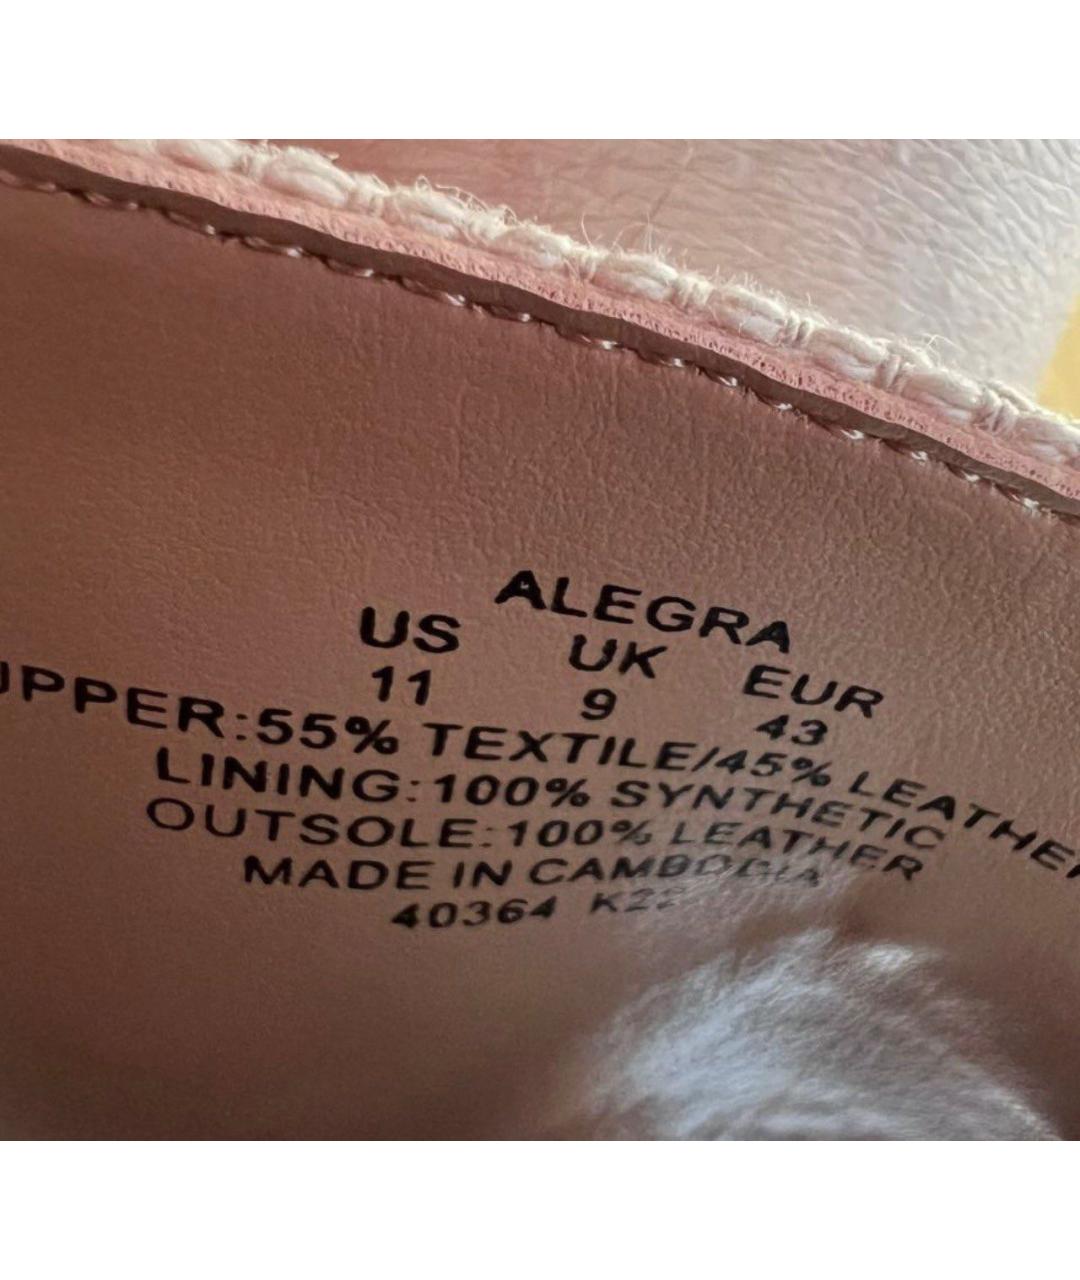 ALEGRA
US UK EUR
11 9 43
UPPER:55% TEXTILE/45% LEATHER
LINING:100% SYNTHETIC
OUTSOLE:100% LEATHER
MADE IN CAMBODIA
40364